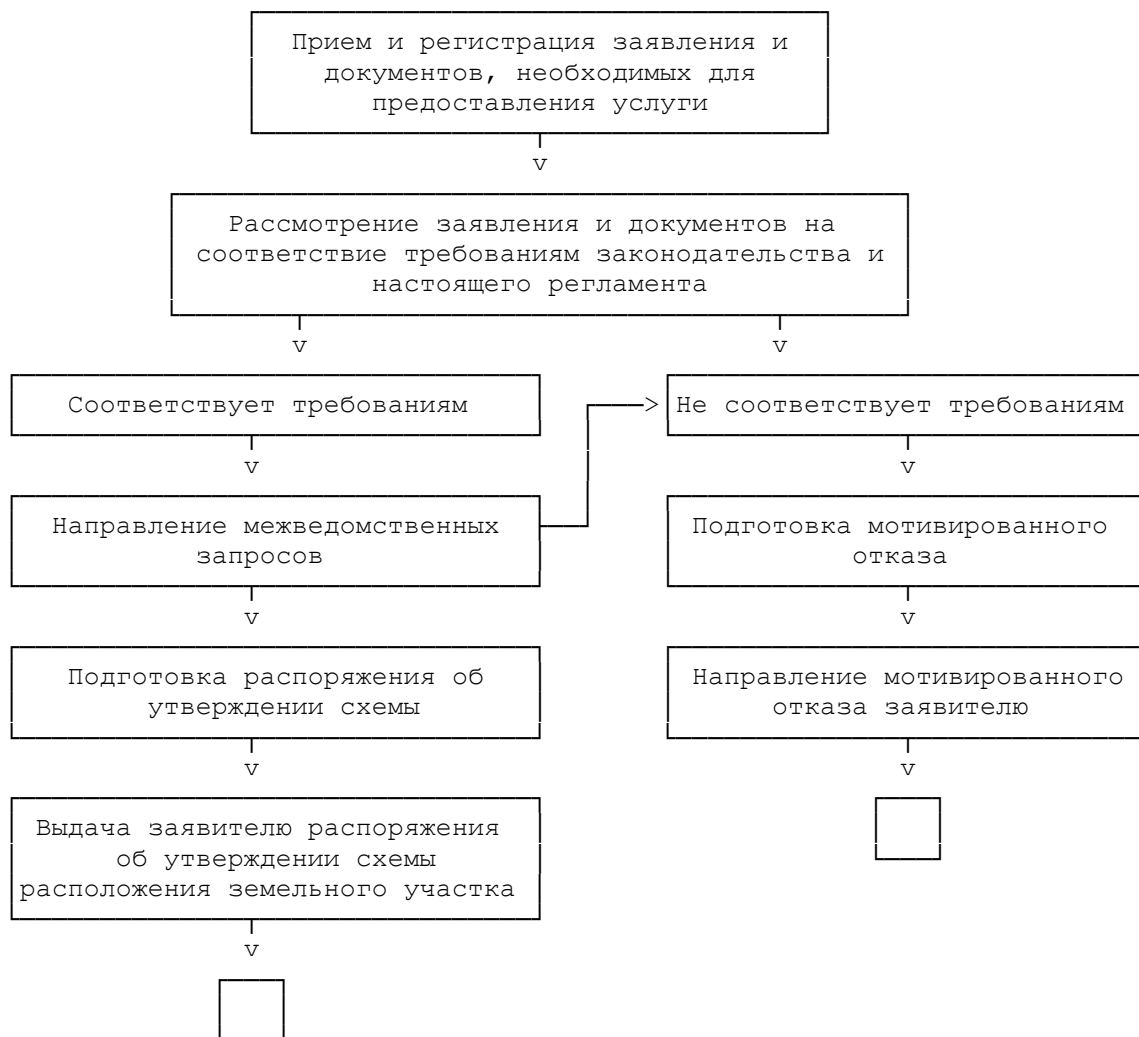 Прием и регистрация заявления и
документов, необходимых для
предоставления услуги
v
Рассмотрение заявления и документов на
соответствие требованиям законодательства и
настоящего регламента
v
v
Соответствует требованиям
> Не соответствует требованиям
v
v
Направление межведомственных
запросов
Подготовка мотивированного
отказа
v
v
Подготовка распоряжения об
утверждении схемы
Направление мотивированного
отказа заявителю
v
v
Выдача заявителю распоряжения
об утверждении схемы
расположения земельного участка
v